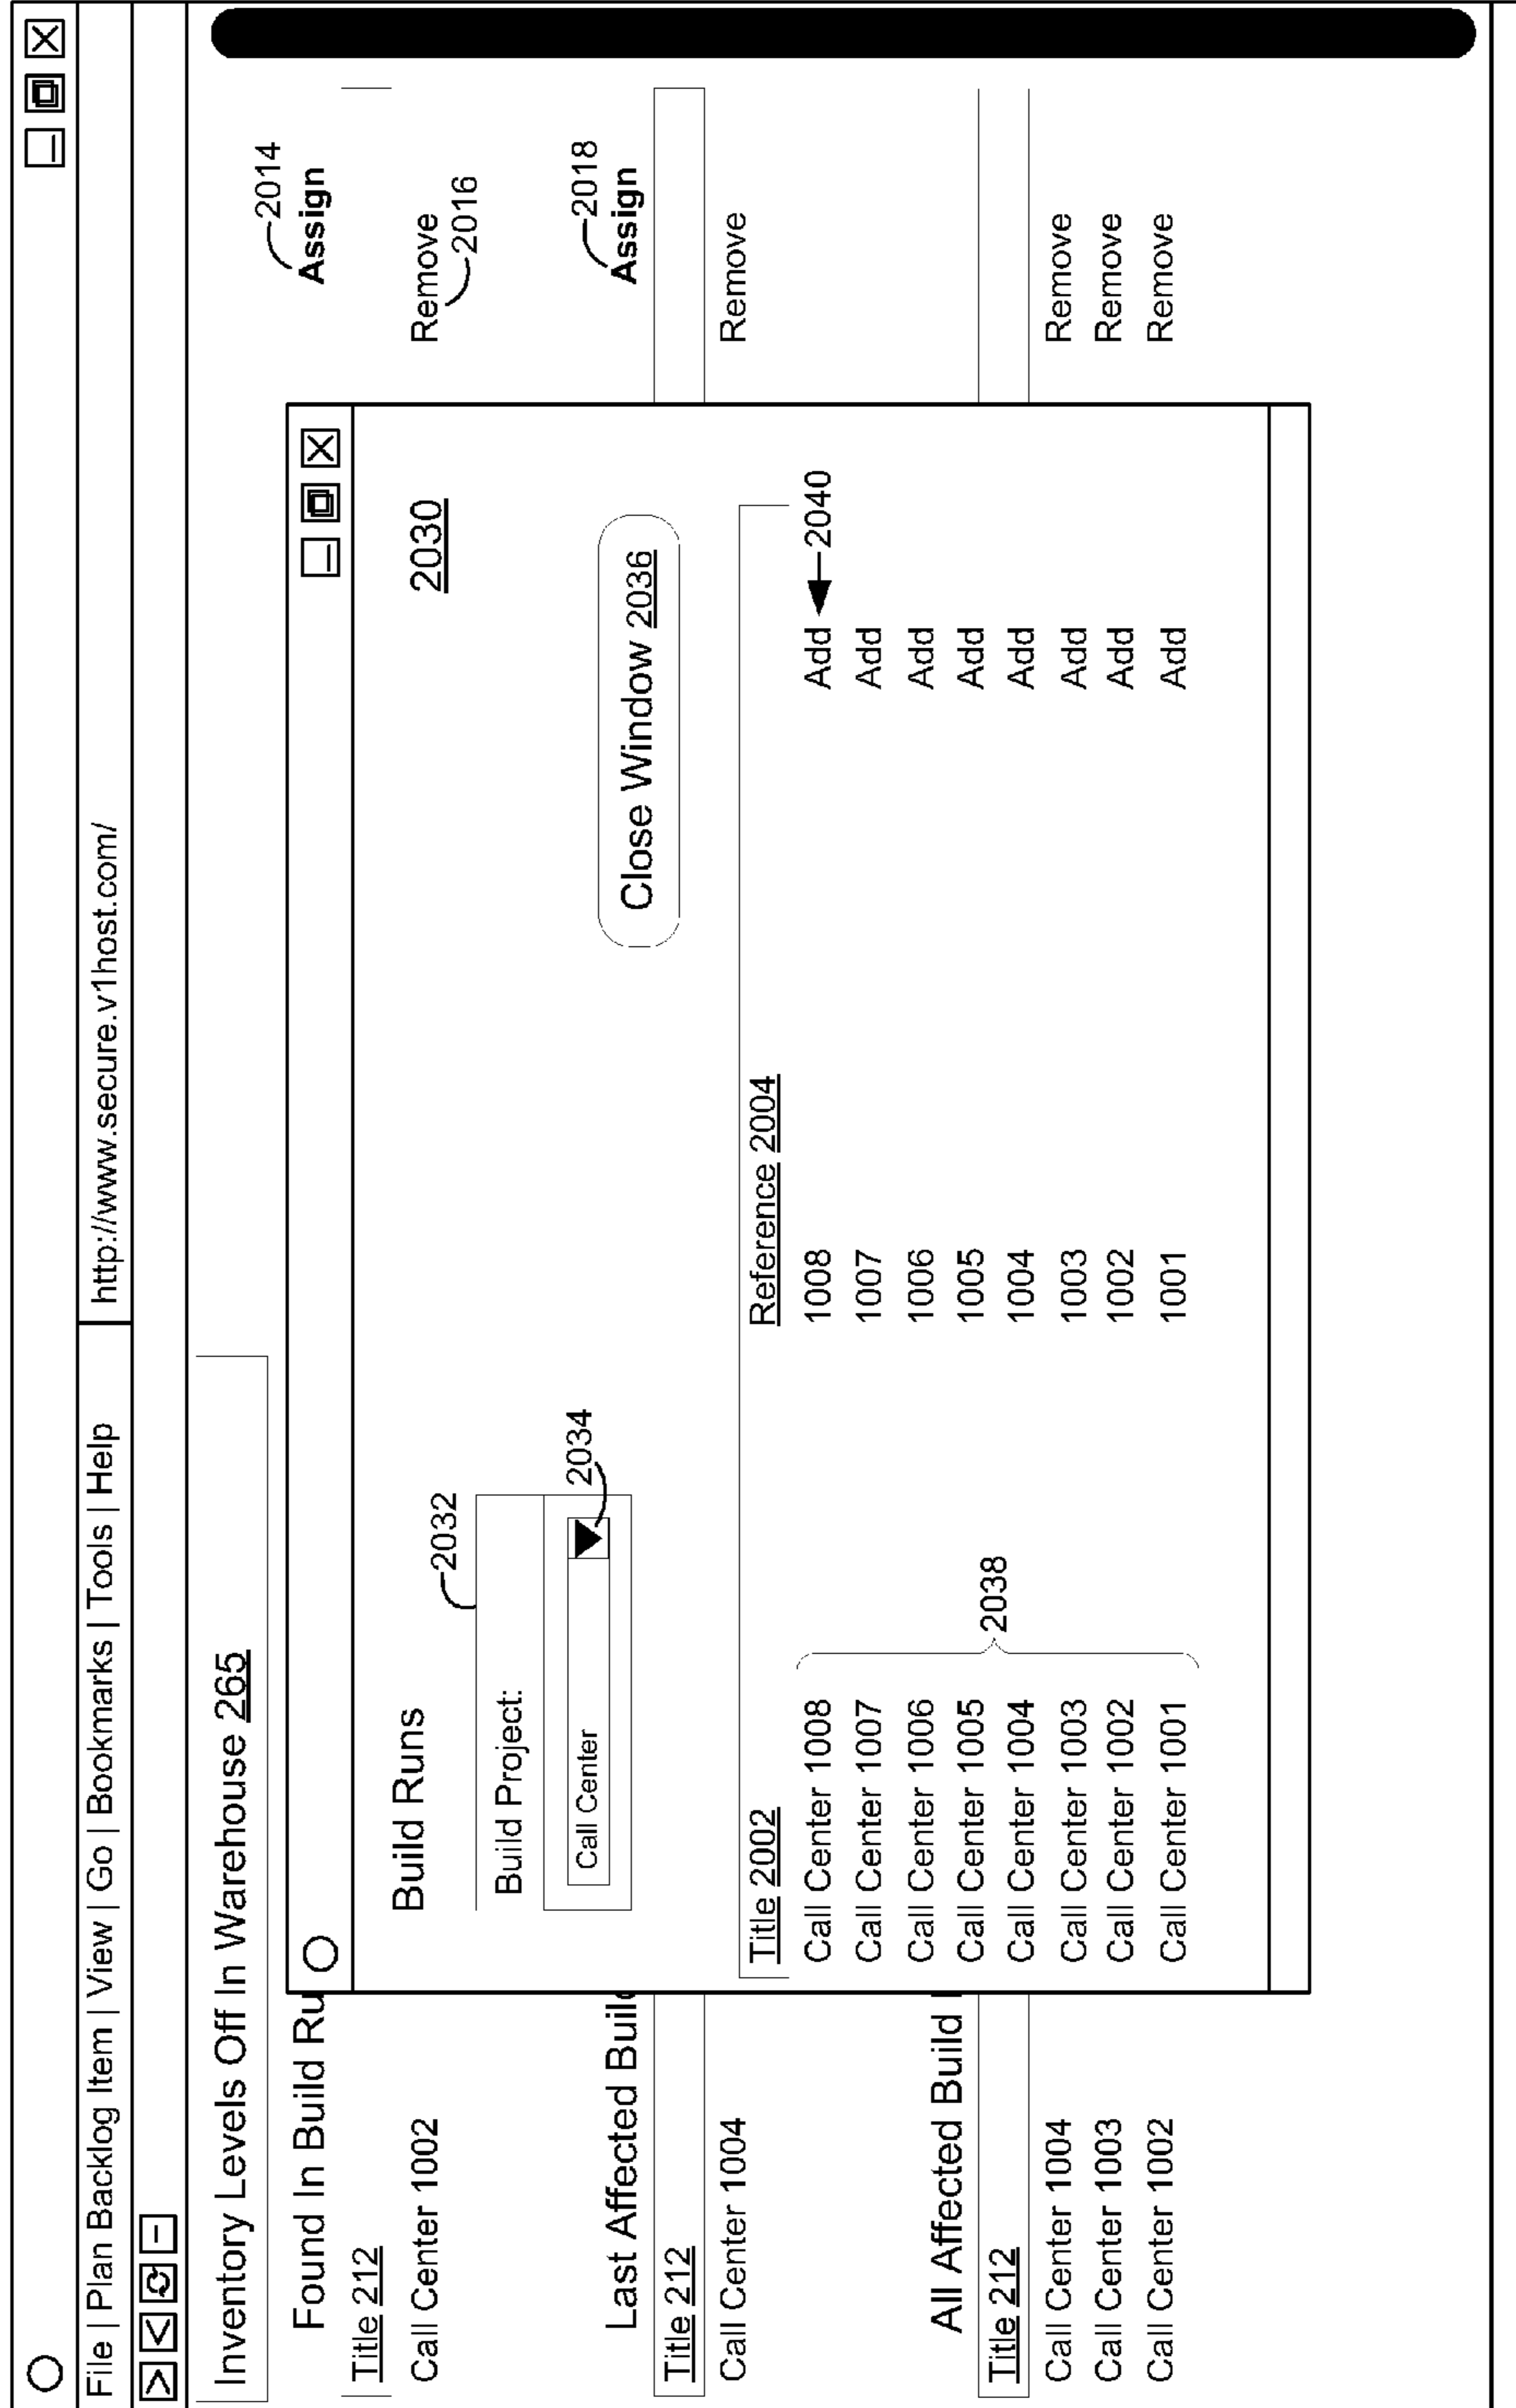 File | Plan Backlog Item | View | Go | Bookmarks | Tools | Help http://www.secure.v1host.com/
Inventory Levels Off In Warehouse 265
2014
Found In Build Ru
Assign
Title 212
Call Center 1002
Remove
2016
Build Runs
2030
2032
Build Project:
Call Center
2034
Close Window 2036
2018
Last Affected Build
Assign
Title 212
Call Center 1004
Remove
Title 2002 Reference 2004
Call Center 1008 1008 Add 2040
Call Center 1007 1007 Add
Call Center 1006 1006 Add
Call Center 1005 1005 Add
Call Center 1004 1004 Add
Call Center 1003 1003 Add
Call Center 1002 1002 Add
Call Center 1001 1001 Add
2038
All Affected Build
Title 212
Call Center 1004 Remove
Call Center 1003 Remove
Call Center 1002 Remove